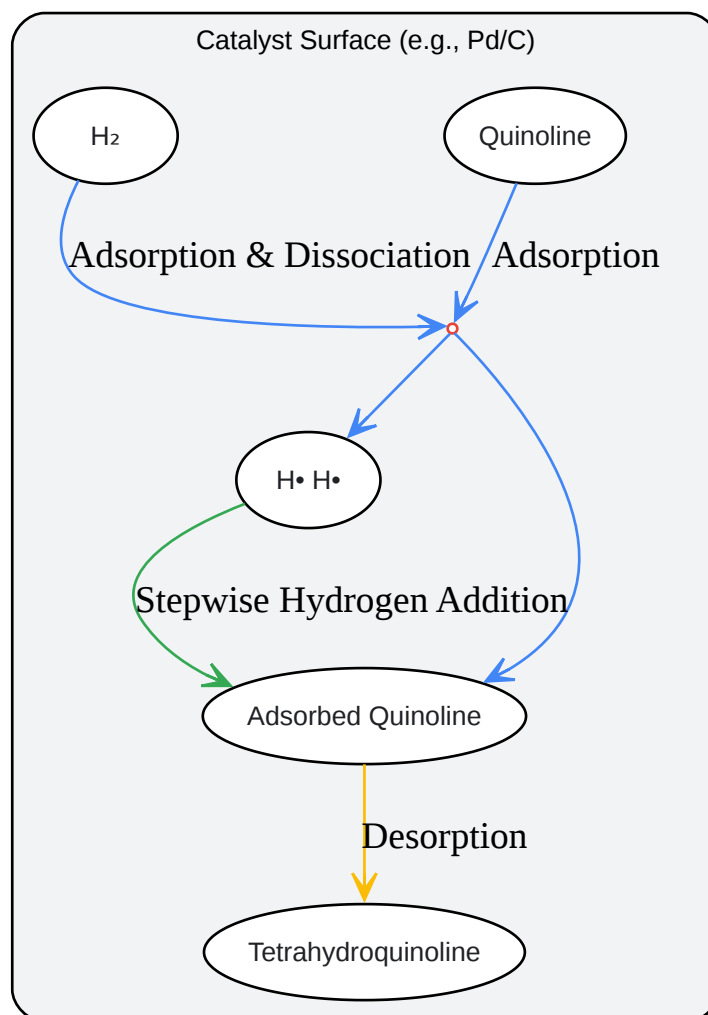 Catalyst Surface (e.g., Pd/C)
H₂
Quinoline
Adsorption & Dissociation
Adsorption
H• H•
Stepwise Hydrogen Addition
Adsorbed Quinoline
Desorption
Tetrahydroquinoline